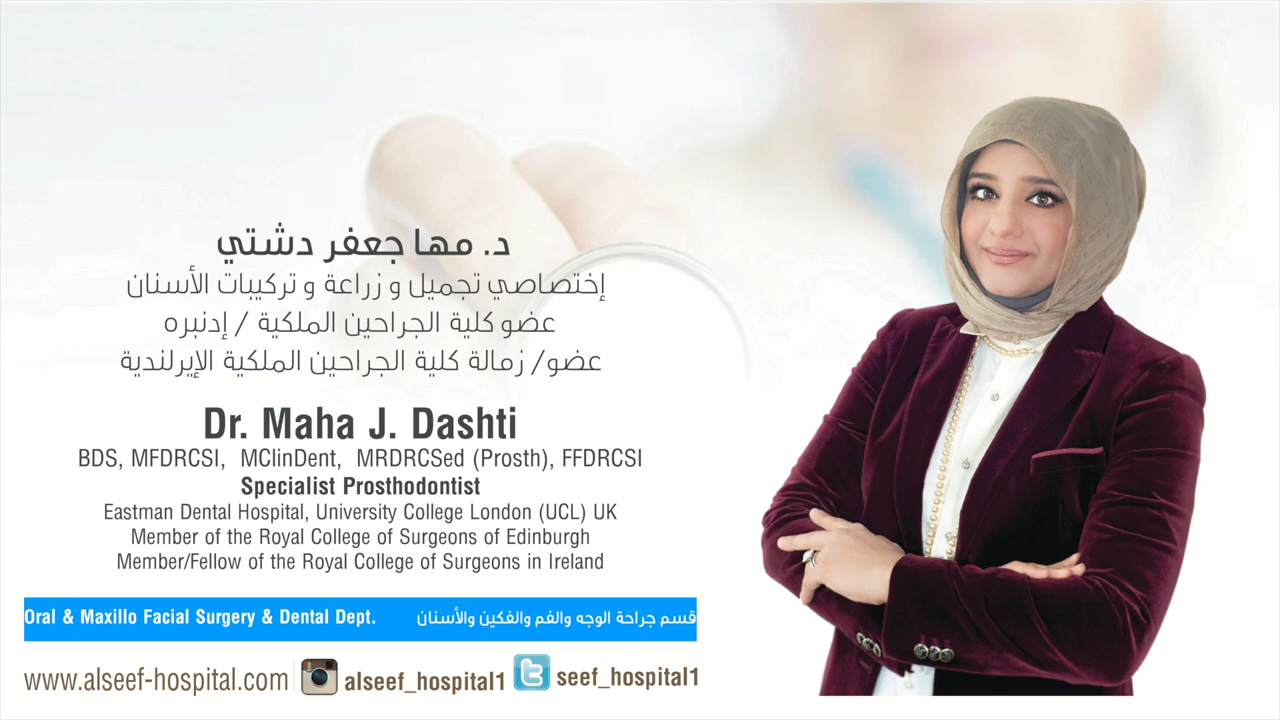 د. مها جعفر دشتي
إختصاصي تجميل و زراعة و تركيبات الأسنان
عضو كلية الجراحين الملكية / إدنبره
عضو/ زمالة كلية الجراحين الملكية الإيرلندية
Dr. Maha J. Dashti
BDS, MFDRCSI, MClinDent, MRDRCSed (Prosth), FFDRCSI
Specialist Prosthodontist
Eastman Dental Hospital, University College London (UCL) UK
Member of the Royal College of Surgeons of Edinburgh
Member/Fellow of the Royal College of Surgeons in Ireland
Oral & Maxillo Facial Surgery & Dental Dept. قسم جراحة الوجه والفم والفكين والأسنان
www.alseef-hospital.com alseef_hospital1 seef_hospital1